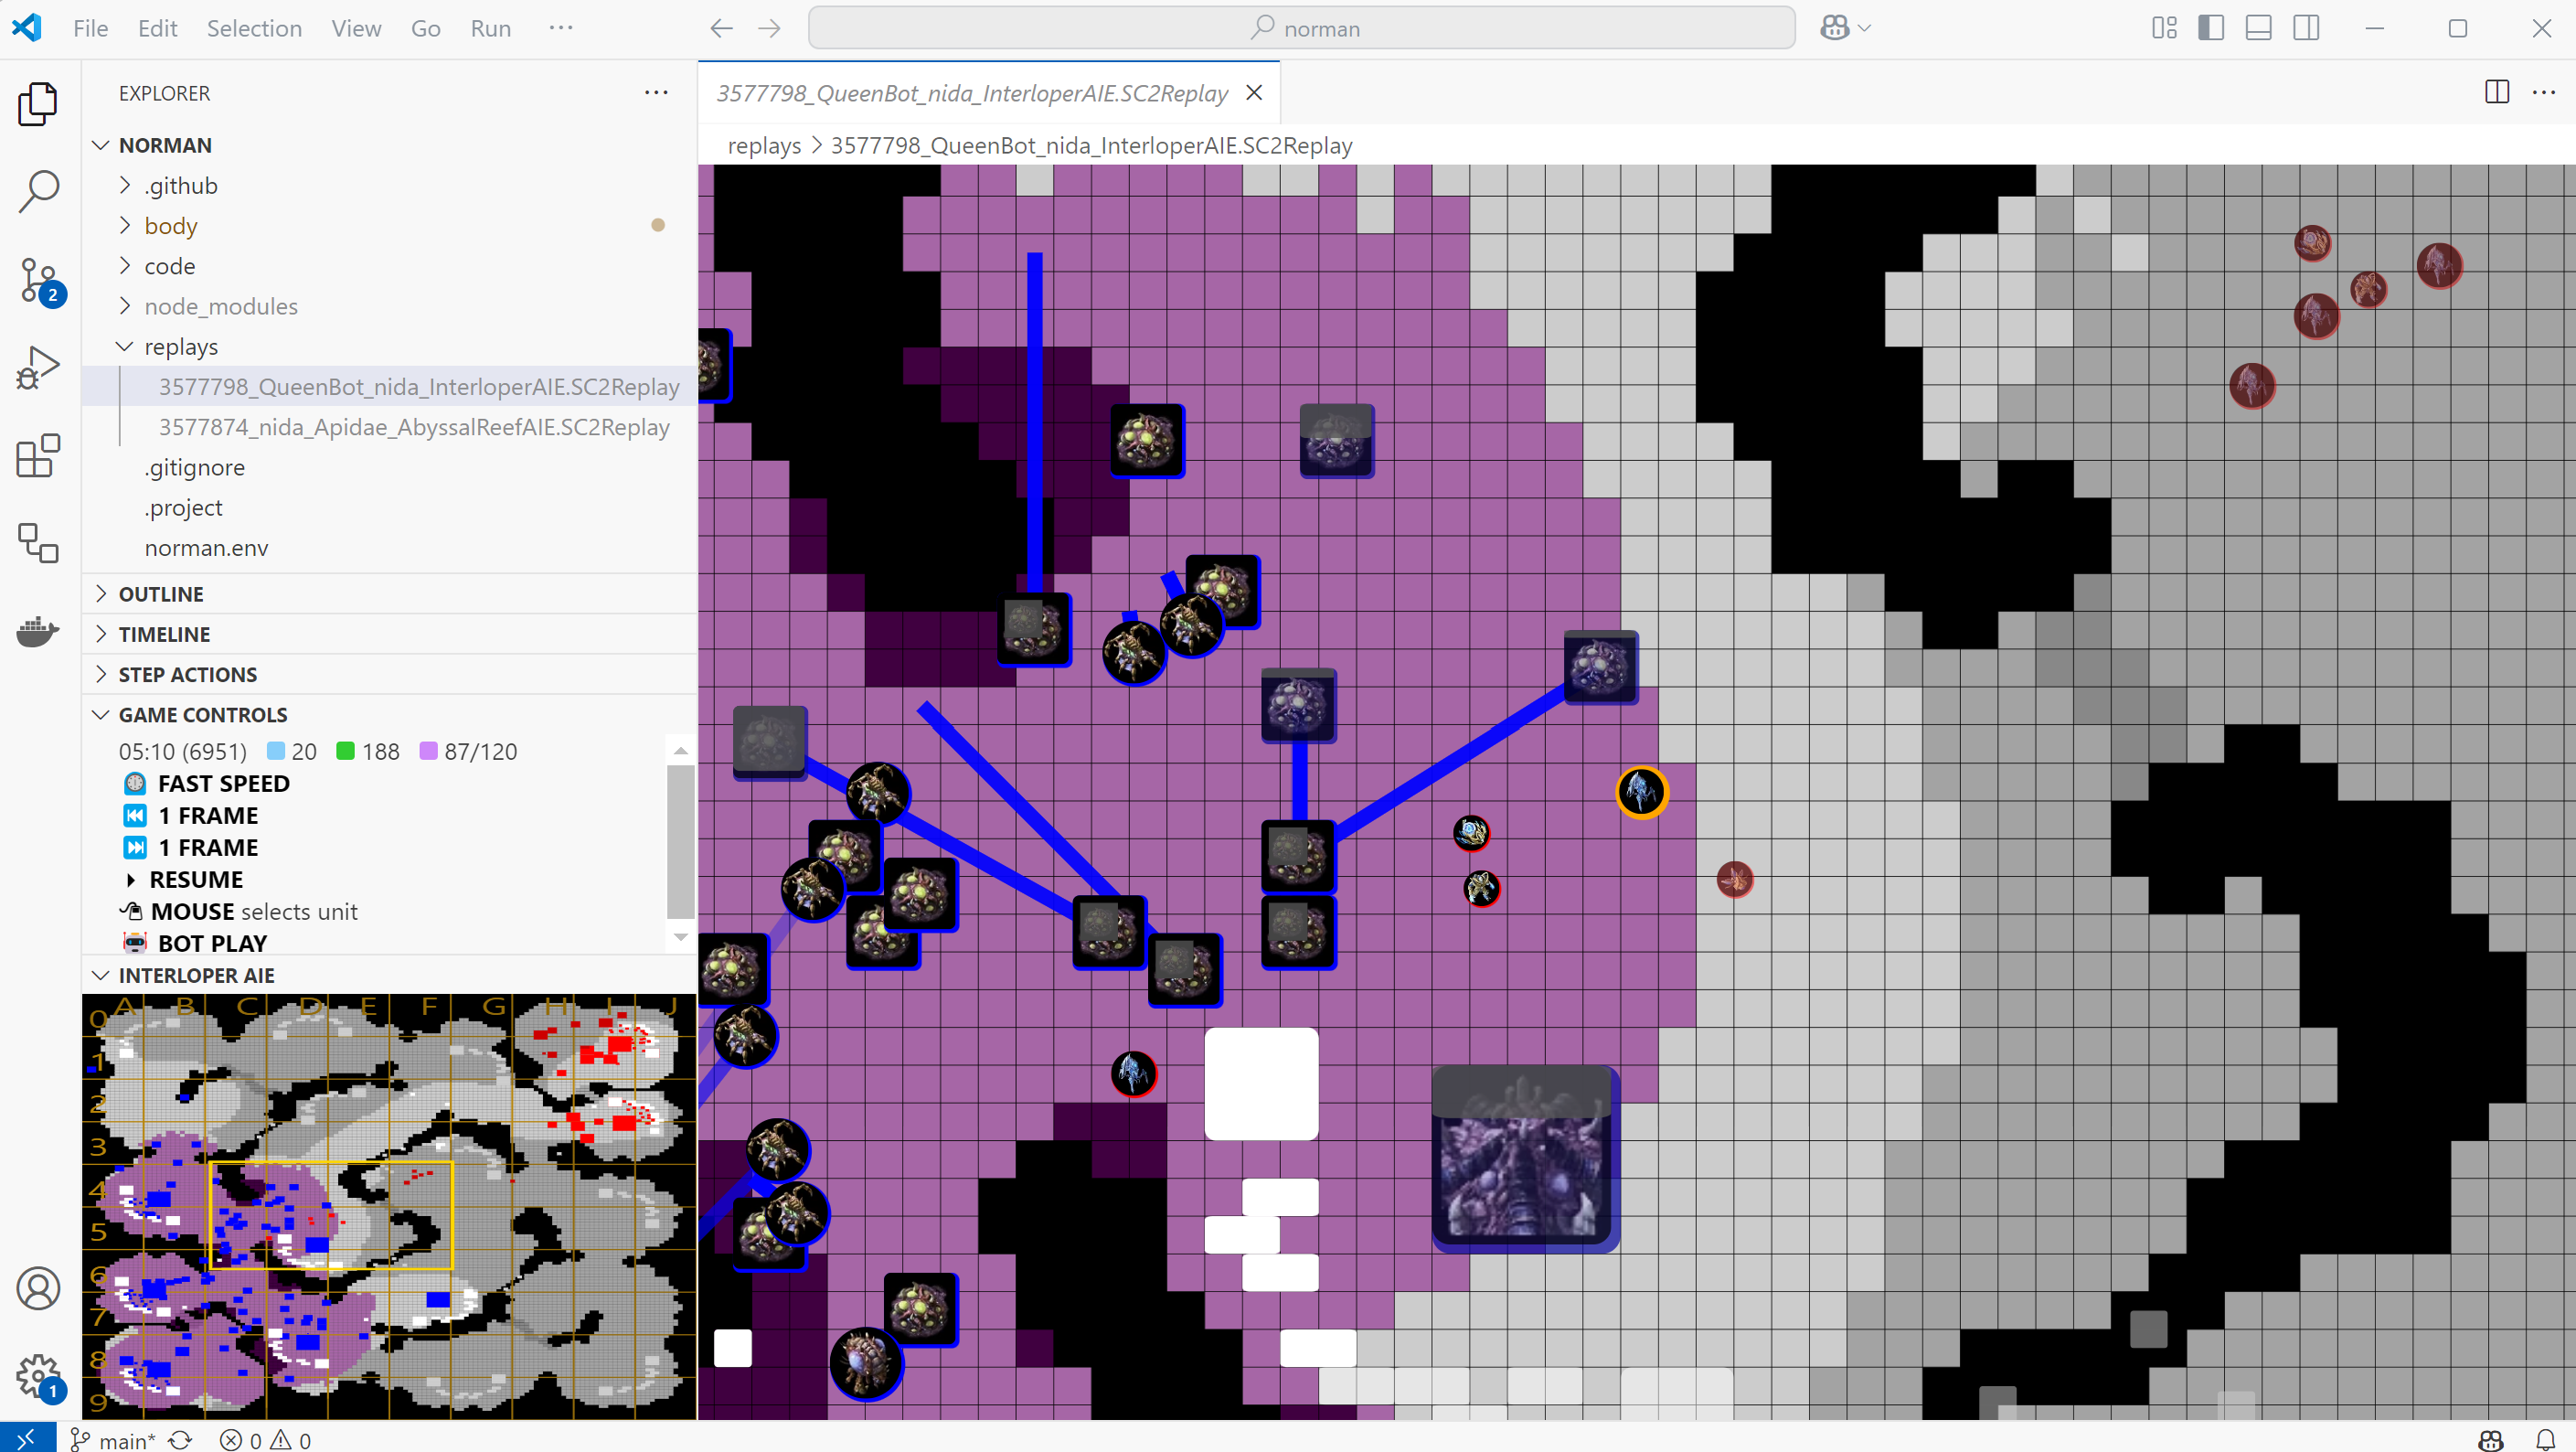 File Edit Selection View Go Run ···
norman
EXPLORER ···
NORMAN
.github
body
code
node_modules
replays
3577798_QueenBot_nida_InterloperAIE.SC2Replay
3577874_nida_Apidae_AbyssalReefAIE.SC2Replay
.gitignore
.project
norman.env
OUTLINE
TIMELINE
STEP ACTIONS
GAME CONTROLS
05:10 (6951) 20 188 87/120
FAST SPEED
1 FRAME
1 FRAME
RESUME
MOUSE selects unit
BOT PLAY
INTERLOPER AIE
A B C D E F G H I J
0
1
2
3
4
5
6
7
8
9
2
1
3577798_QueenBot_nida_InterloperAIE.SC2Replay
replays > 3577798_QueenBot_nida_InterloperAIE.SC2Replay
main* 0 0